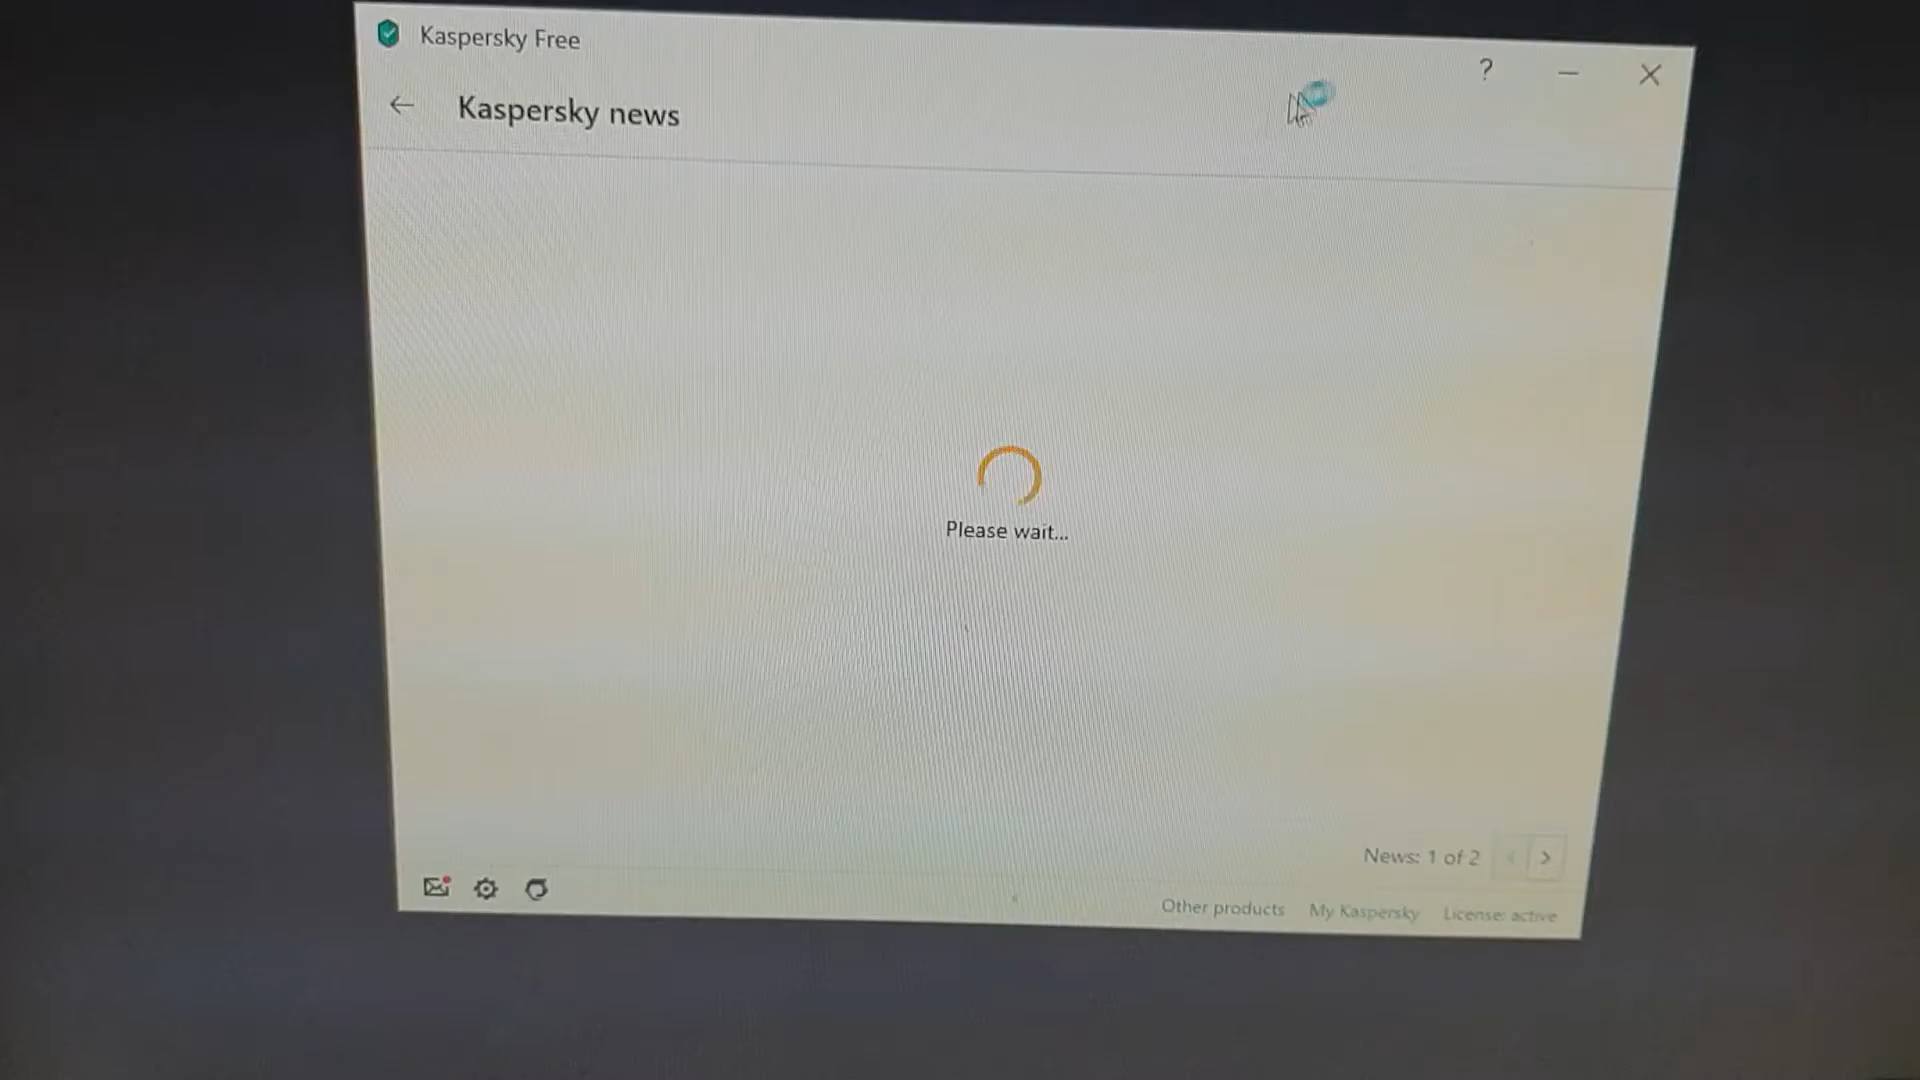 Kaspersky Free
?
Kaspersky news
Please wait...
News: 1 of 2
Other products
My Kaspersky
License: active